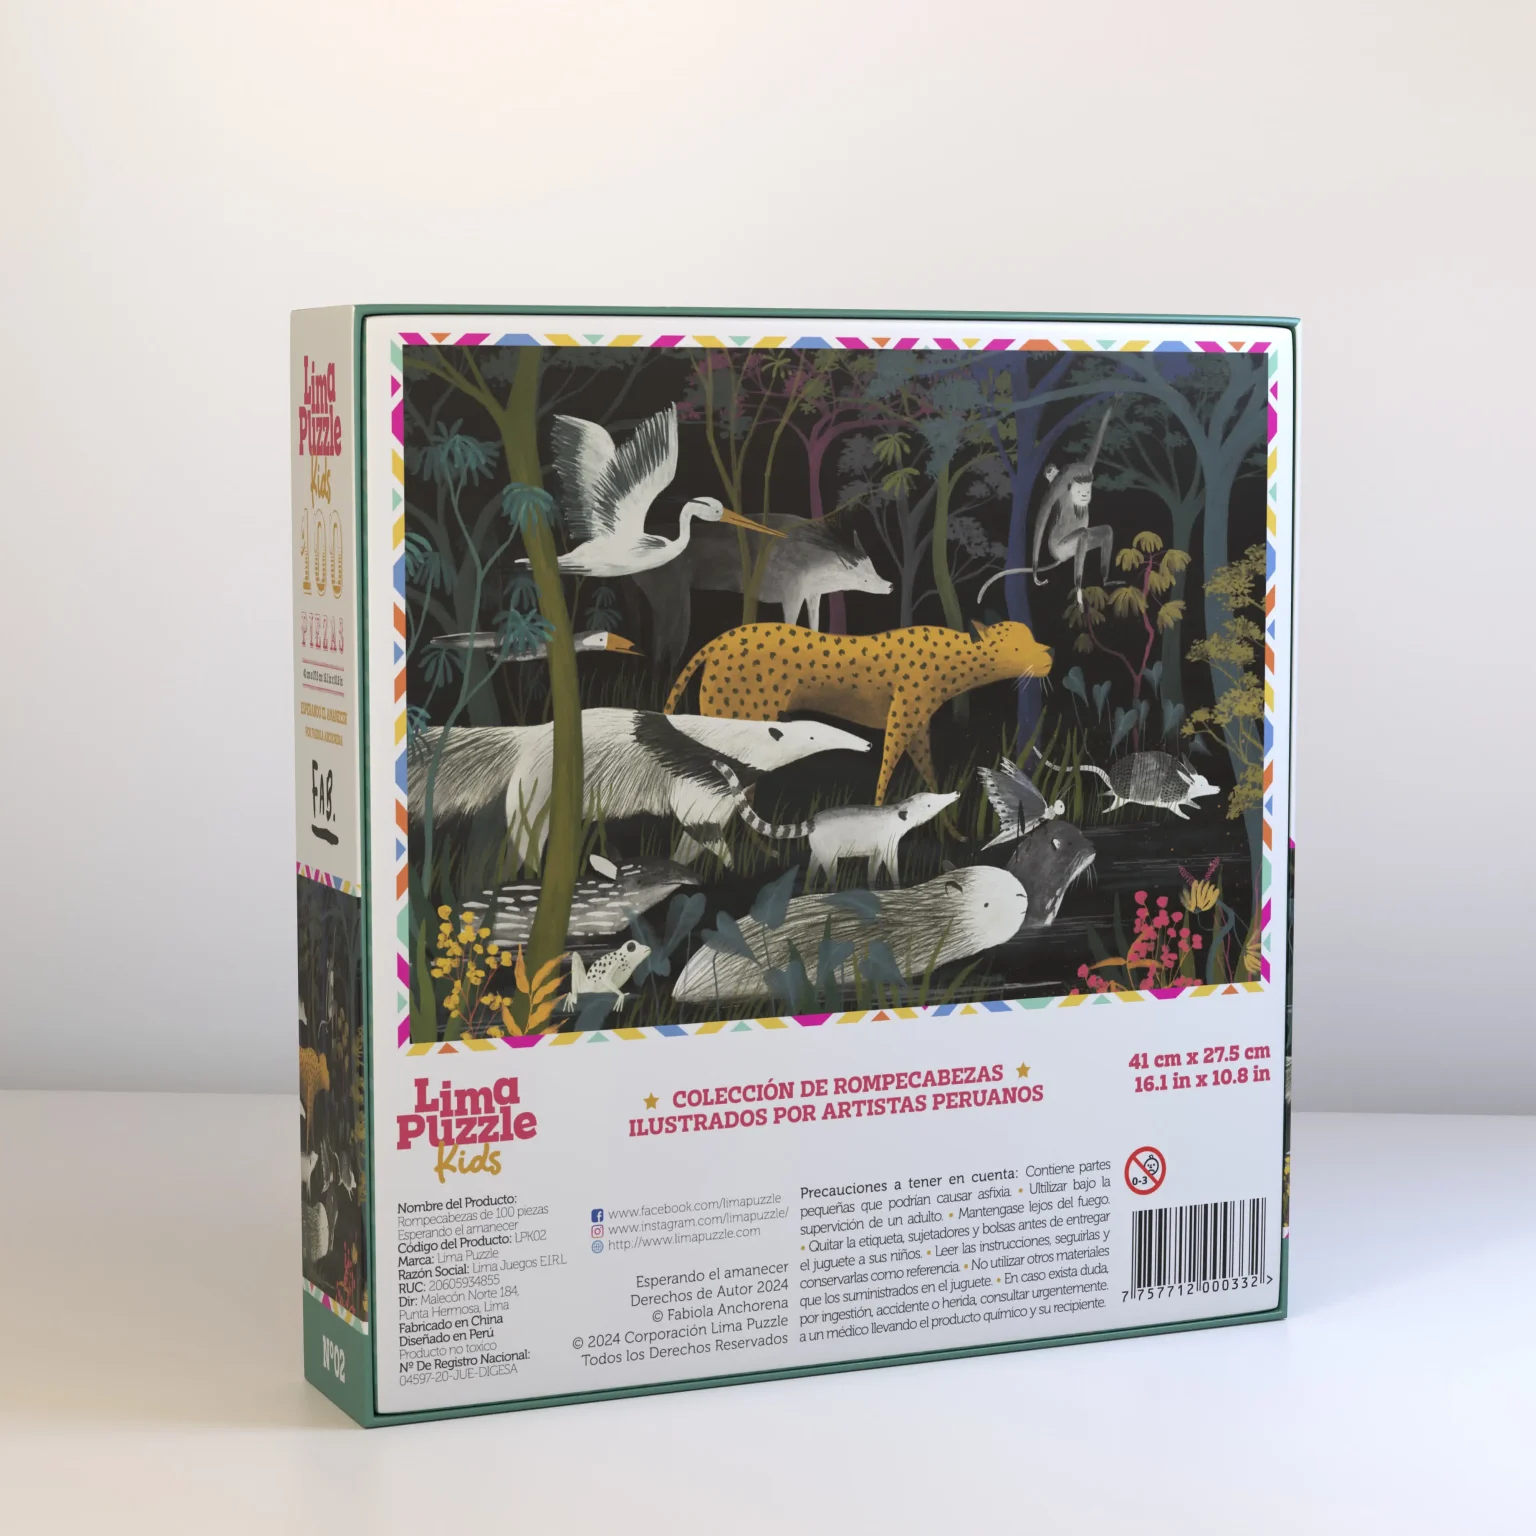 Lima
Puzzle
Kids
100
PIEZAS
ESPERANDO EL AMANECER
POR FABIOLA ANCHORENA
FAB.
Nº02
Lima
Puzzle
Kids
COLECCIÓN DE ROMPECABEZAS
ILUSTRADOS POR ARTISTAS PERUANOS
41 cm x 27.5 cm
16.1 in x 10.8 in
Nombre del Producto:
Rompecabezas de 100 piezas
Esperando el amanecer
Código del Producto: LPK02
Marca: Lima Puzzle
Razón Social: Lima Juegos E.I.R.L
RUC: 20605934855
Dir: Malecón Norte 184,
Punta Hermosa, Lima
Fabricado en China
Diseñado en Perú
Producto no toxico
Nº De Registro Nacional:
04597-20-JUE-DIGESA
www.facebook.com/limapuzzle
www.instagram.com/limapuzzle/
http://www.limapuzzle.com
Esperando el amanecer
Derechos de Autor 2024
© Fabiola Anchorena
© 2024 Corporación Lima Puzzle
Todos los Derechos Reservados
Precauciones a tener en cuenta: Contiene partes
pequeñas que podrían causar asfixia. • Ultilizar bajo la
supervición de un adulto. • Mantengase lejos del fuego.
• Quitar la etiqueta, sujetadores y bolsas antes de entregar
el juguete a sus niños. • Leer las instrucciones, seguirlas y
conservarlas como referencia. • No utilizar otros materiales
que los suministrados en el juguete. • En caso exista duda,
por ingestión, accidente o herida, consultar urgentemente.
a un médico llevando el producto químico y su recipiente.
0-3
7 757712 000332 >